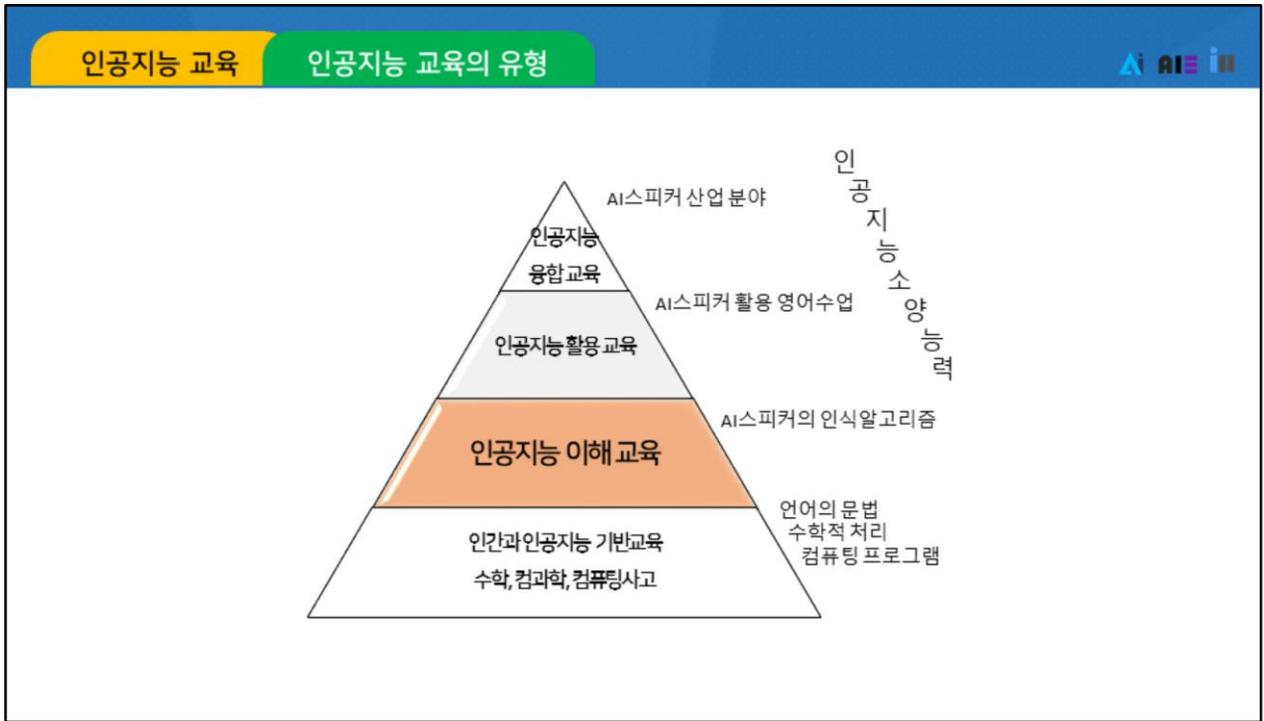 인공지능 교육
인공지능 교육의 유형
Ai AIE
AI스피커 산업 분야
인공지능
융합 교육
AI스피커 활용 영어수업
인공지능 활용 교육
AI스피커의 인식알고리즘
인공지능 이해 교육
언어의 문법
수학적 처리
컴퓨팅 프로그램
인간과 인공지능 기반교육
수학, 컴과학, 컴퓨팅사고
인공지능소양능력